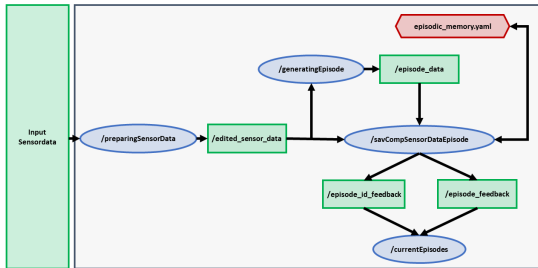 episodic_memory.yaml
/generatingEpisode
/episode_data
Input
Sensordata
/preparingSensorData
/edited_sensor_data
/savCompSensorDataEpisode
/episode_id_feedback
/episode_feedback
/currentEpisodes